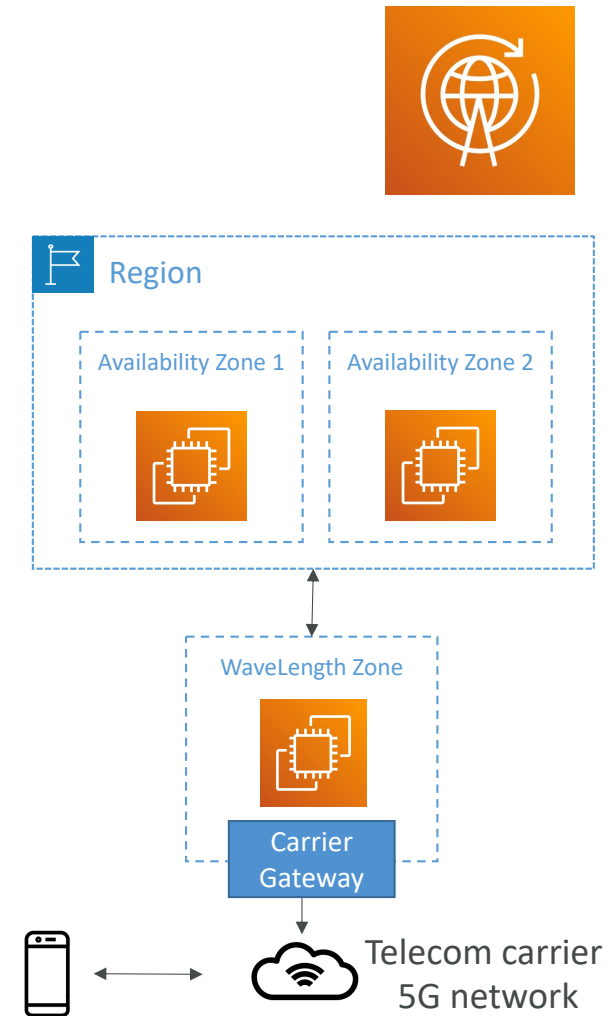 Region
Availability Zone 1
Availability Zone 2
WaveLength Zone
Carrier
Gateway
Telecom carrier
5G network